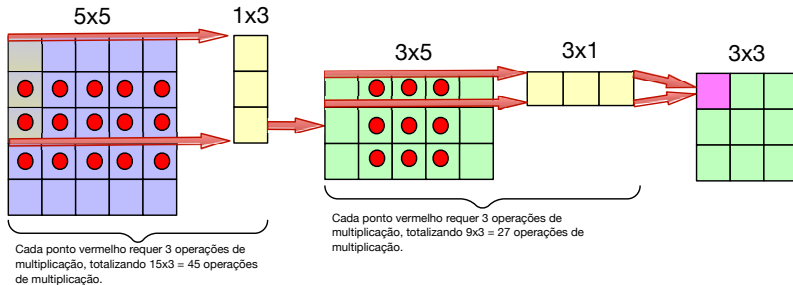 5x5
1x3
3x5
3x1
3x3
Cada ponto vermelho requer 3 operações de
multiplicação, totalizando 15x3 = 45 operações
de multiplicação.
Cada ponto vermelho requer 3 operações de
multiplicação, totalizando 9x3 = 27 operações de
multiplicação.